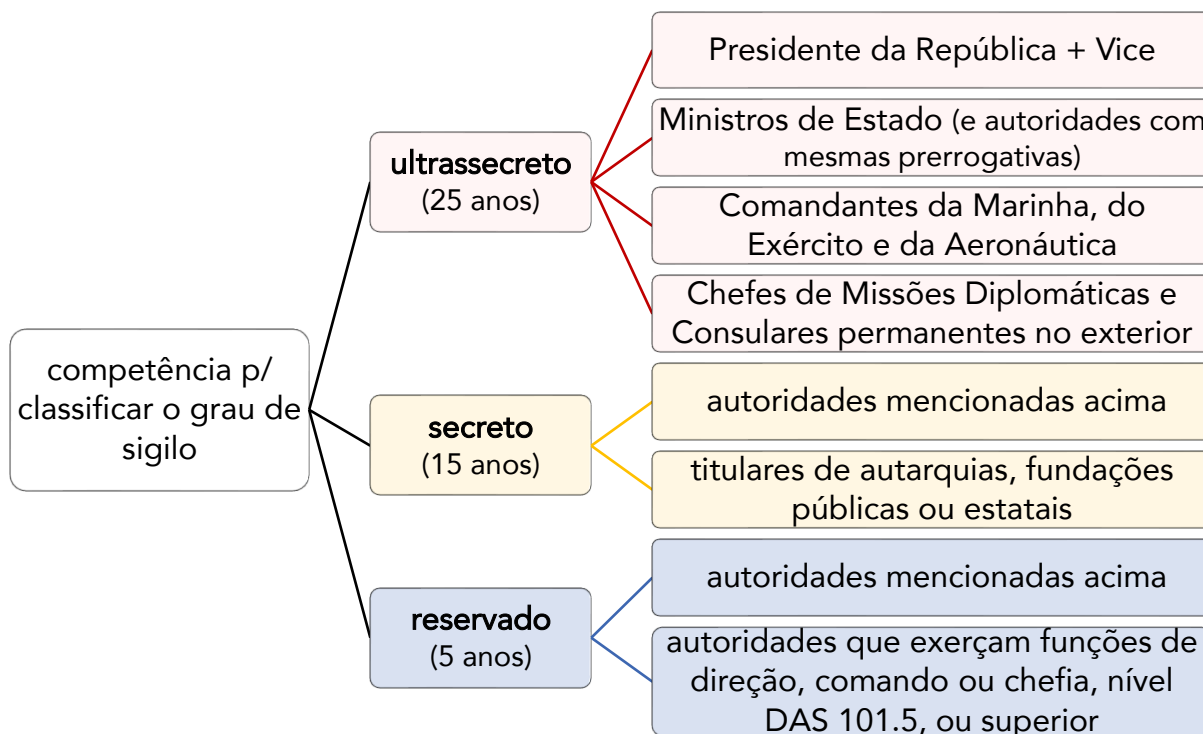 competência p/
classificar o grau de
sigilo
ultrassecreto
(25 anos)
Presidente da República + Vice
Ministros de Estado (e autoridades com
mesmas prerrogativas)
Comandantes da Marinha, do
Exército e da Aeronáutica
Chefes de Missões Diplomáticas e
Consulares permanentes no exterior
secreto
(15 anos)
autoridades mencionadas acima
titulares de autarquias, fundações
públicas ou estatais
reservado
(5 anos)
autoridades mencionadas acima
autoridades que exerçam funções de
direção, comando ou chefia, nível
DAS 101.5, ou superior